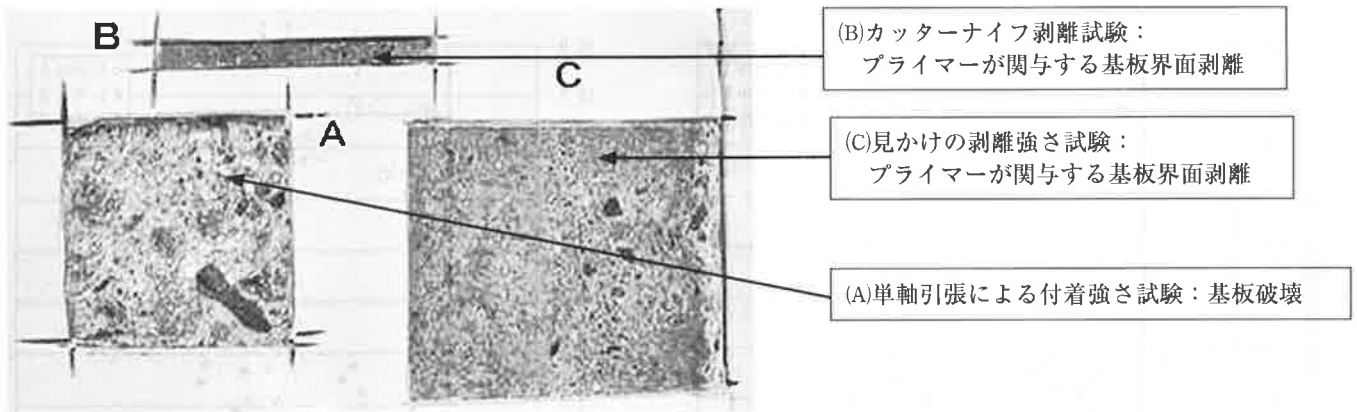 B
C
A
(B)カッターナイフ剥離試験:
プライマーが関与する基板界面剥離
(C)見かけの剥離強さ試験:
プライマーが関与する基板界面剥離
(A)単軸引張による付着強さ試験:基板破壊